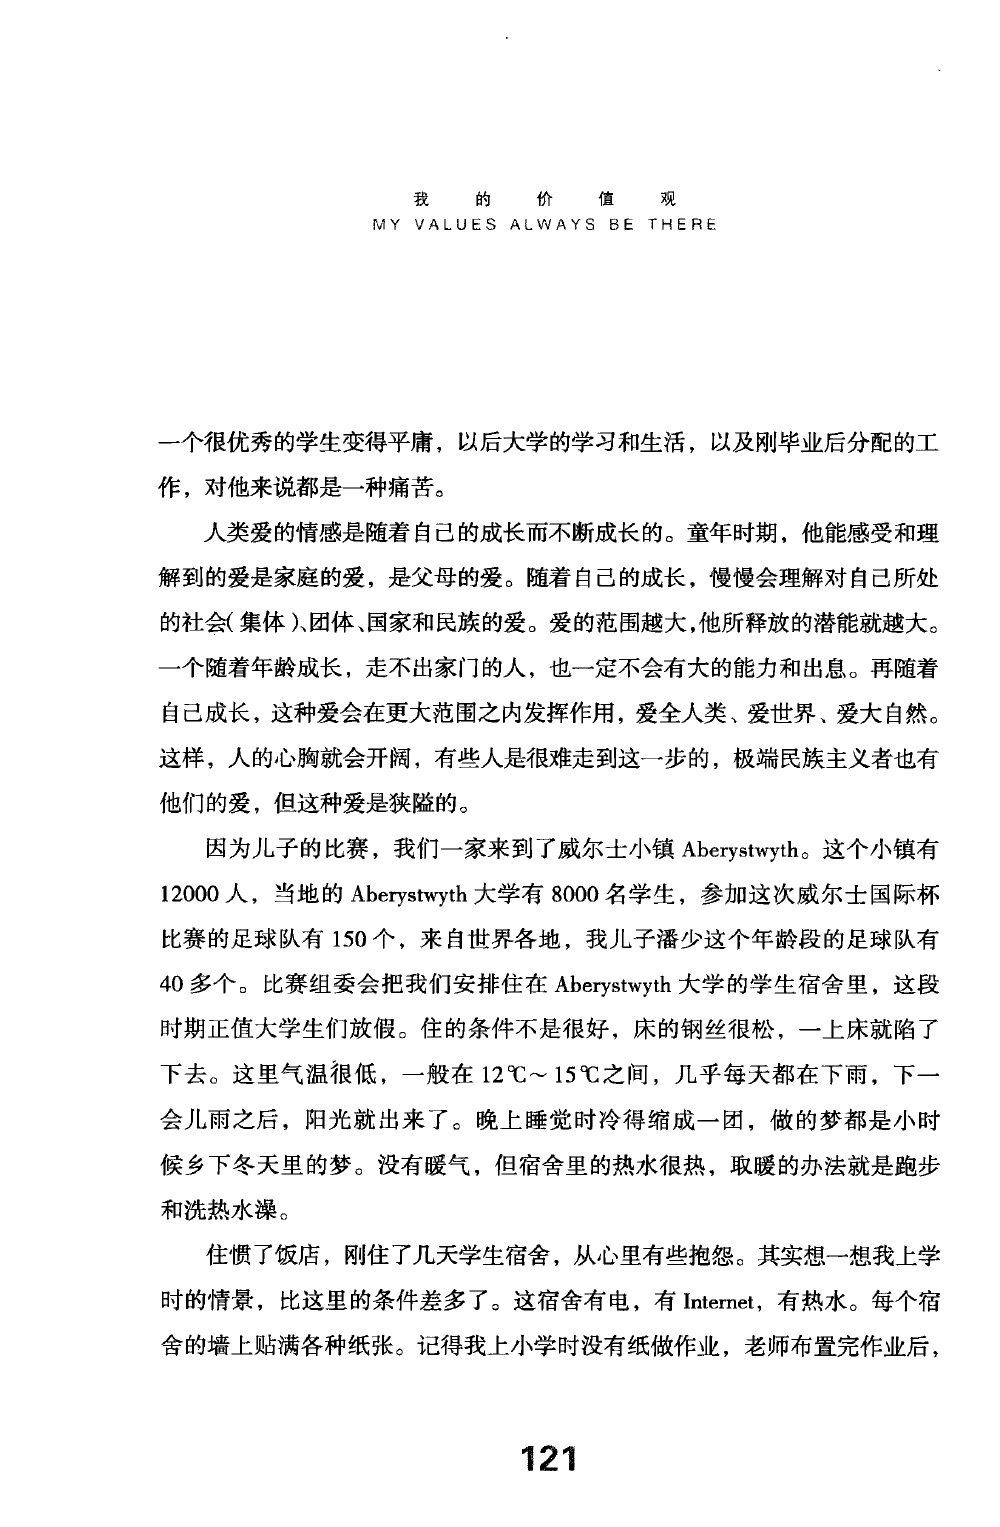 我的价值观
MY VALUES ALWAYS BE THERE
一个很优秀的学生变得平庸，以后大学的学习和生活，以及刚毕业后分配的工
作，对他来说都是一种痛苦。
人类爱的情感是随着自己的成长而不断成长的。童年时期，他能感受和理
解到的爱是家庭的爱，是父母的爱。随着自己的成长，慢慢会理解对自己所处
的社会(集体)、团体、国家和民族的爱。爱的范围越大，他所释放的潜能就越大。
一个随着年龄成长，走不出家门的人，也一定不会有大的能力和出息。再随着
自己成长，这种爱会在更大范围之内发挥作用，爱全人类、爱世界、爱大自然。
这样，人的心胸就会开阔，有些人是很难走到这一步的，极端民族主义者也有
他们的爱，但这种爱是狭隘的。
因为儿子的比赛，我们一家来到了威尔士小镇 Aberystwyth。这个小镇有
12000 人，当地的 Aberystwyth 大学有 8000 名学生，参加这次威尔士国际杯
比赛的足球队有 150 个，来自世界各地，我儿子潘少这个年龄段的足球队有
40 多个。比赛组委会把我们安排住在 Aberystwyth 大学的学生宿舍里，这段
时期正值大学生们放假。住的条件不是很好，床的钢丝很松，一上床就陷了
下去。这里气温很低，一般在 12℃～15℃之间，几乎每天都在下雨，下一
会儿雨之后，阳光就出来了。晚上睡觉时冷得缩成一团，做的梦都是小时
候乡下冬天里的梦。没有暖气，但宿舍里的热水很热，取暖的办法就是跑步
和洗热水澡。
住惯了饭店，刚住了几天学生宿舍，从心里有些抱怨。其实想一想我上学
时的情景，比这里的条件差多了。这宿舍有电，有 Internet，有热水。每个宿
舍的墙上贴满各种纸张。记得我上小学时没有纸做作业，老师布置完作业后，
121